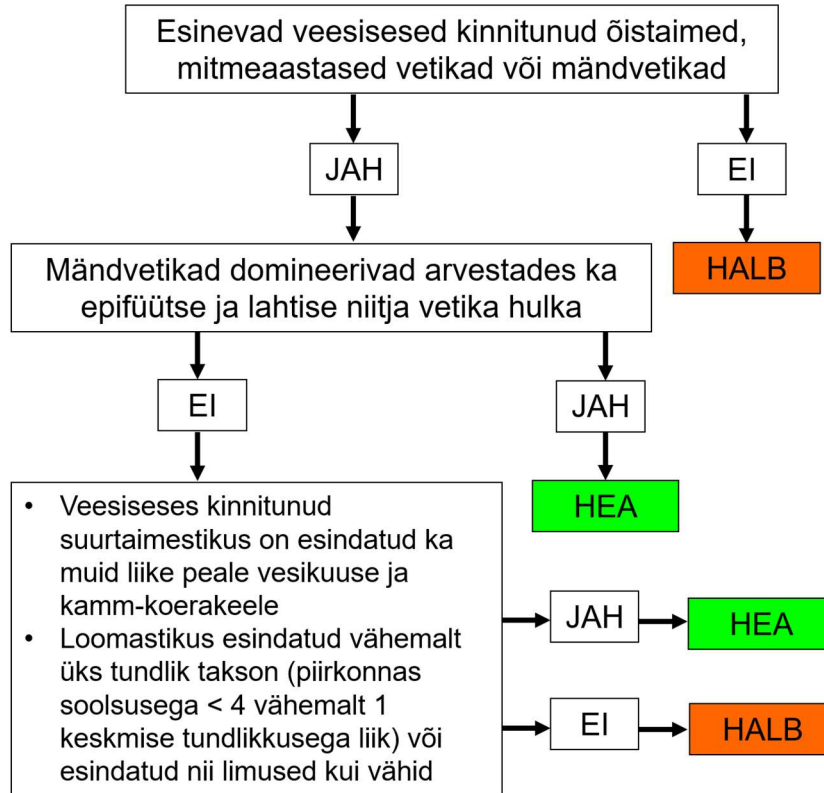 Esinevad veesisesed kinnitunud õistaimed,
mitmeaastased vetikad või mändvetikad
JAH
EI
HALB
Mändvetikad domineerivad arvestades ka
epifüütse ja lahtise niitja vetika hulka
EI
JAH
HEA
• Veesiseses kinnitunud
suurtaimestikus on esindatud ka
muid liike peale vesikuuse ja
kamm-koerakeele
• Loomastikus esindatud vähemalt
üks tundlik takson (piirkonnas
soolsusega < 4 vähemalt 1
keskmise tundlikkusega liik) või
esindatud nii limused kui vähid
JAH
HEA
EI
HALB